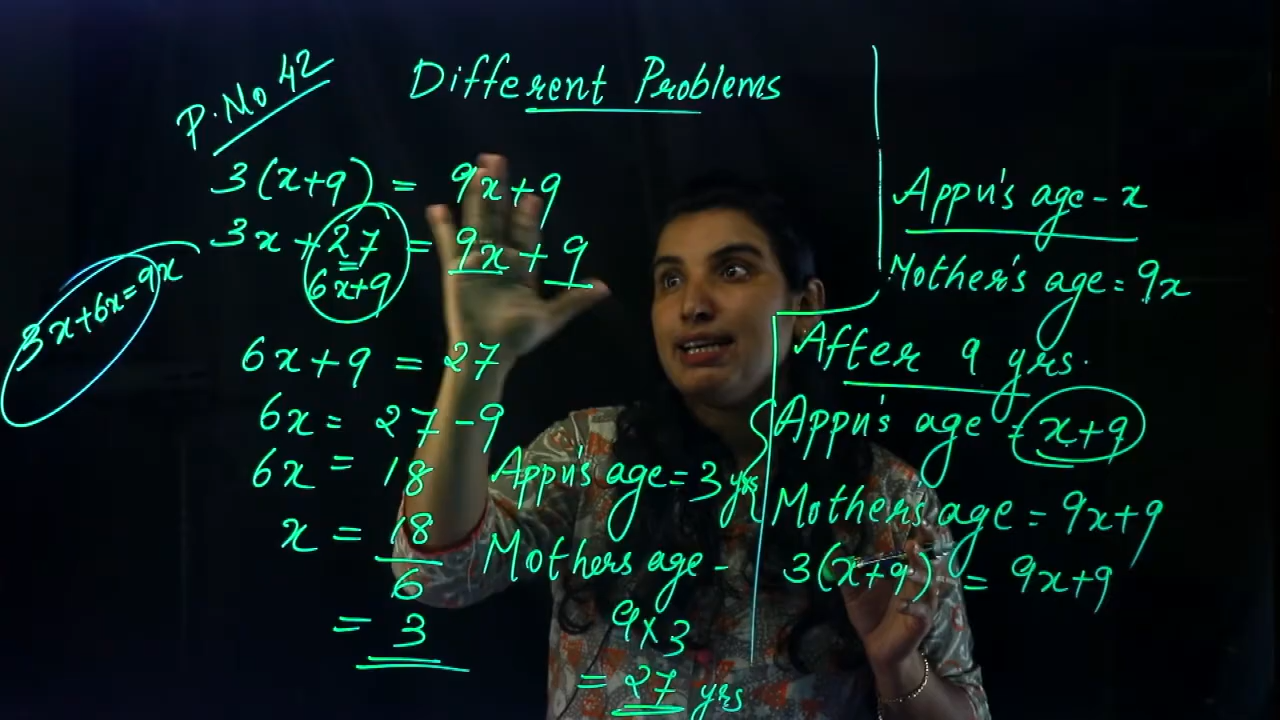 P.No 42
Different Problems
3(x+9) = 9x+9
3x+27 = 9x+9
6x+9
3x+6x=9x
6x+9 = 27
6x = 27-9
6x = 18
x = 18/6
= 3
Appu's age = 3 yrs
Mothers age -
9x3
= 27 yrs
Appu's age - x
Mother's age = 9x
After 9 yrs.
Appu's age = x+9
Mother's age = 9x+9
3(x+9) = 9x+9